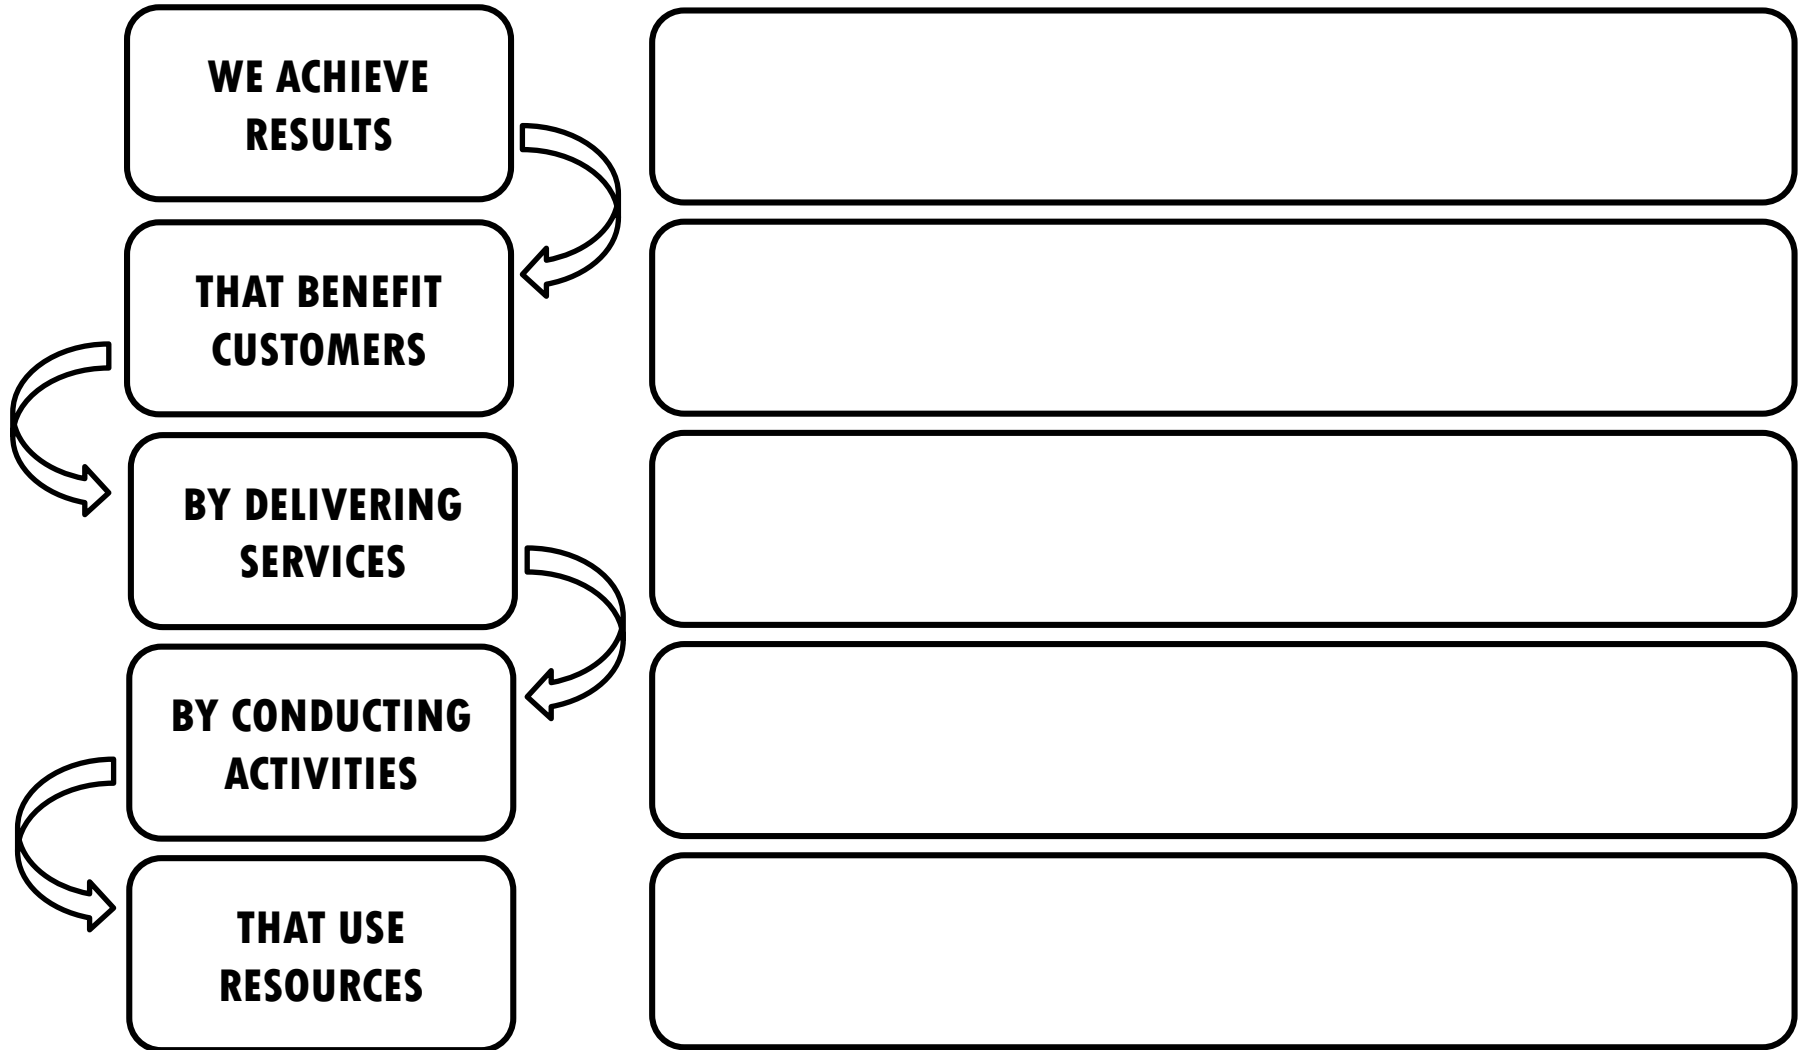 WE ACHIEVE
RESULTS
THAT BENEFIT
CUSTOMERS
BY DELIVERING
SERVICES
BY CONDUCTING
ACTIVITIES
THAT USE
RESOURCES